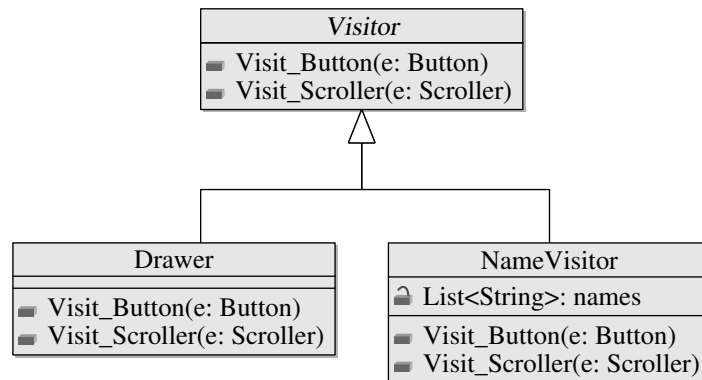 Visitor
Visit_Button(e: Button)
Visit_Scroller(e: Scroller)
Drawer
Visit_Button(e: Button)
Visit_Scroller(e: Scroller)
NameVisitor
List<String>: names
Visit_Button(e: Button)
Visit_Scroller(e: Scroller)